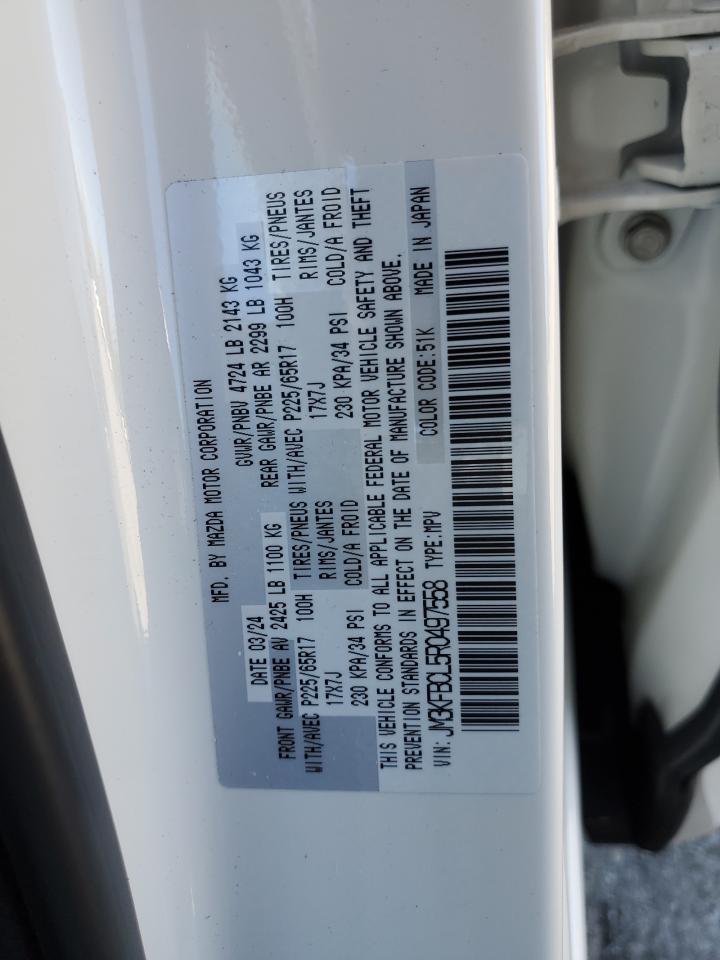 MFD. BY MAZDA MOTOR CORPORATION
DATE 03/24 GVWR/PNBV 4724 LB 2143 KG
FRONT GAWR/PNBE AV 2425 LB 1100 KG REAR GAWR/PNBE AR 2299 LB 1043 KG
WITH/AVEC P225/65R17 100H TIRES/PNEUS WITH/AVEC P225/65R17 100H TIRES/PNEUS
17X7J RIMS/JANTES 17X7J RIMS/JANTES
230 KPA/34 PSI COLD/A FROID 230 KPA/34 PSI COLD/A FROID
THIS VEHICLE CONFORMS TO ALL APPLICABLE FEDERAL MOTOR VEHICLE SAFETY AND THEFT
PREVENTION STANDARDS IN EFFECT ON THE DATE OF MANUFACTURE SHOWN ABOVE.
VIN: JM3KFBCL5R0497558 TYPE:MPV COLOR CODE:51K MADE IN JAPAN